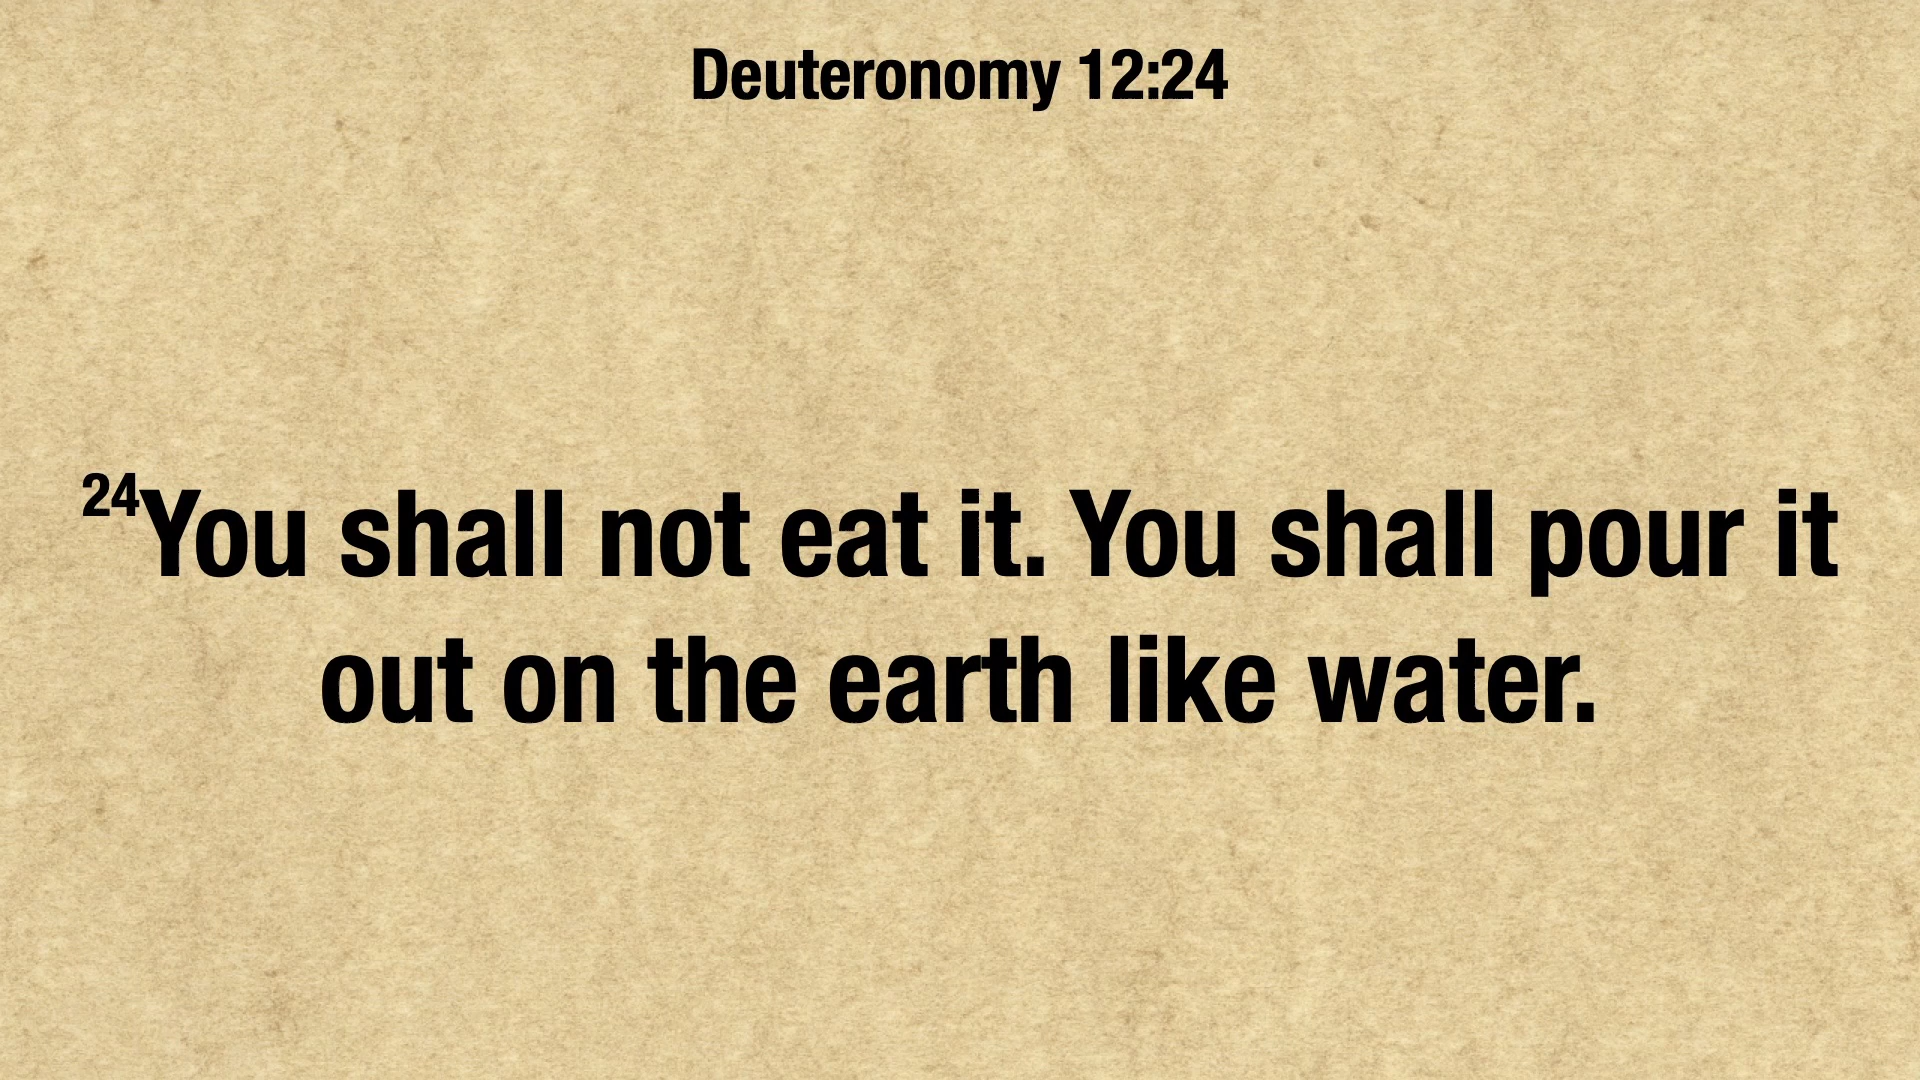 Deuteronomy 12:24
24You shall not eat it. You shall pour it
out on the earth like water.